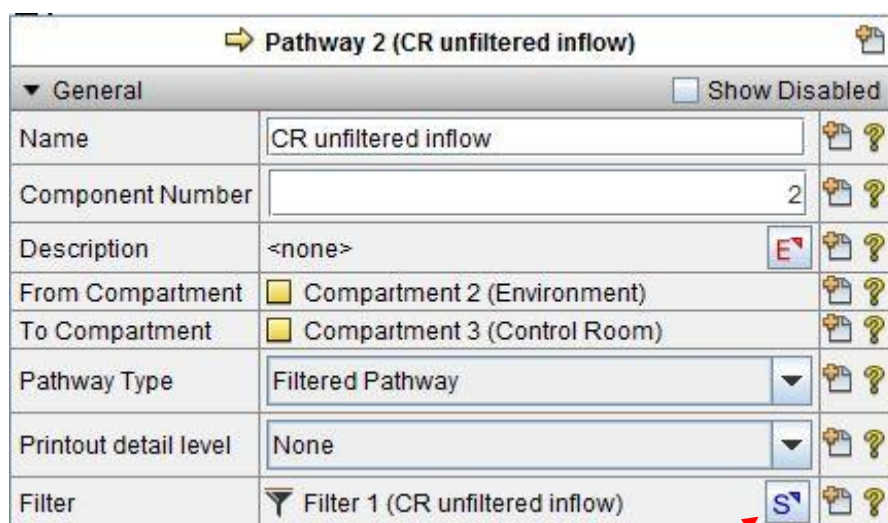 Pathway 2 (CR unfiltered inflow)
General Show Disabled
Name CR unfiltered inflow
Component Number 2
Description <none> E
From Compartment Compartment 2 (Environment)
To Compartment Compartment 3 (Control Room)
Pathway Type Filtered Pathway
Printout detail level None
Filter Filter 1 (CR unfiltered inflow) S